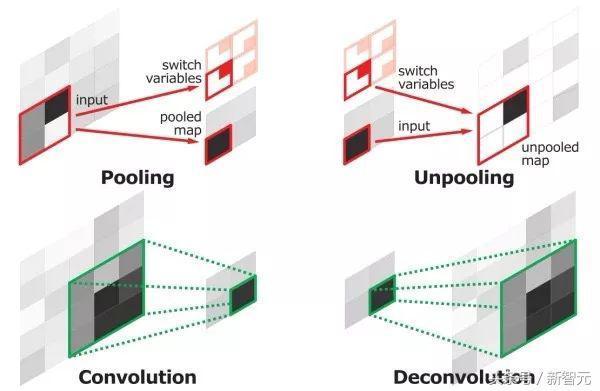 input
switch
variables
pooled
map
Pooling
switch
variables
input
unpooled
map
Unpooling
Convolution
Deconvolution
头条号 / 新智元